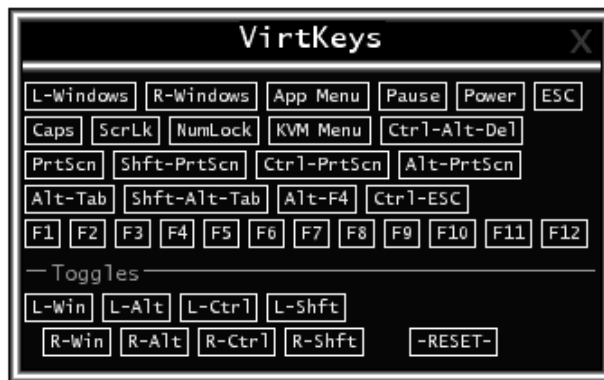 VirtKeys X
L-Windows R-Windows App Menu Pause Power ESC
Caps ScrLk NumLock KVM Menu Ctrl-Alt-Del
PrtScn Shft-PrtScn Ctrl-PrtScn Alt-PrtScn
Alt-Tab Shft-Alt-Tab Alt-F4 Ctrl-ESC
F1 F2 F3 F4 F5 F6 F7 F8 F9 F10 F11 F12
Toggles
L-Win L-Alt L-Ctrl L-Shft
R-Win R-Alt R-Ctrl R-Shft -RESET-